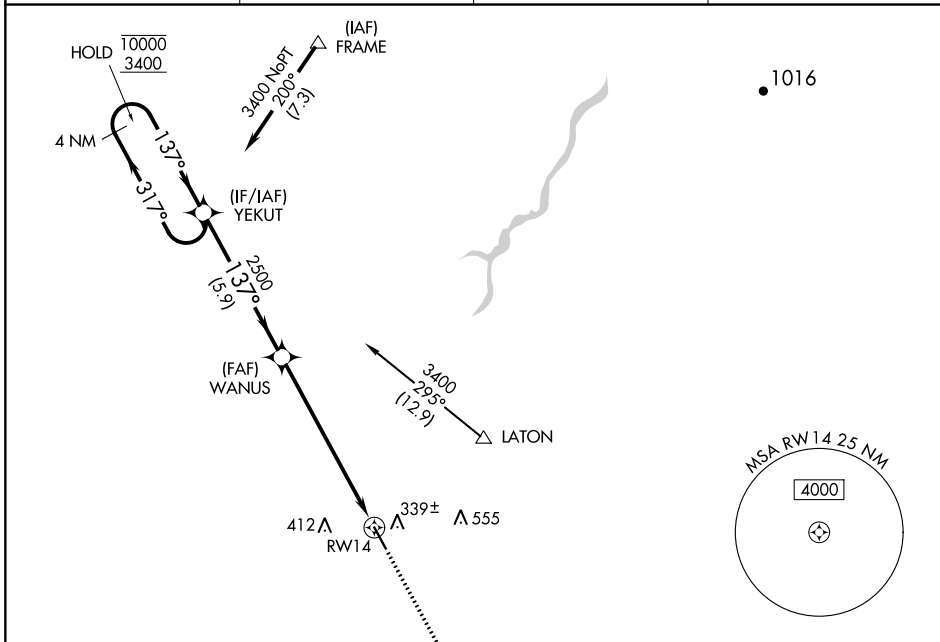 (IAF)
FRAME
HOLD 10000
3400
3400 NoPT
200°
(7.3)
1016
4 NM
137°
317°
(IF/IAF)
YEKUT
2500
137°
(5.9)
(FAF)
WANUS
3400
295°
(12.9)
LATON
MSA RW14 25 NM
4000
412
339±
555
RW14